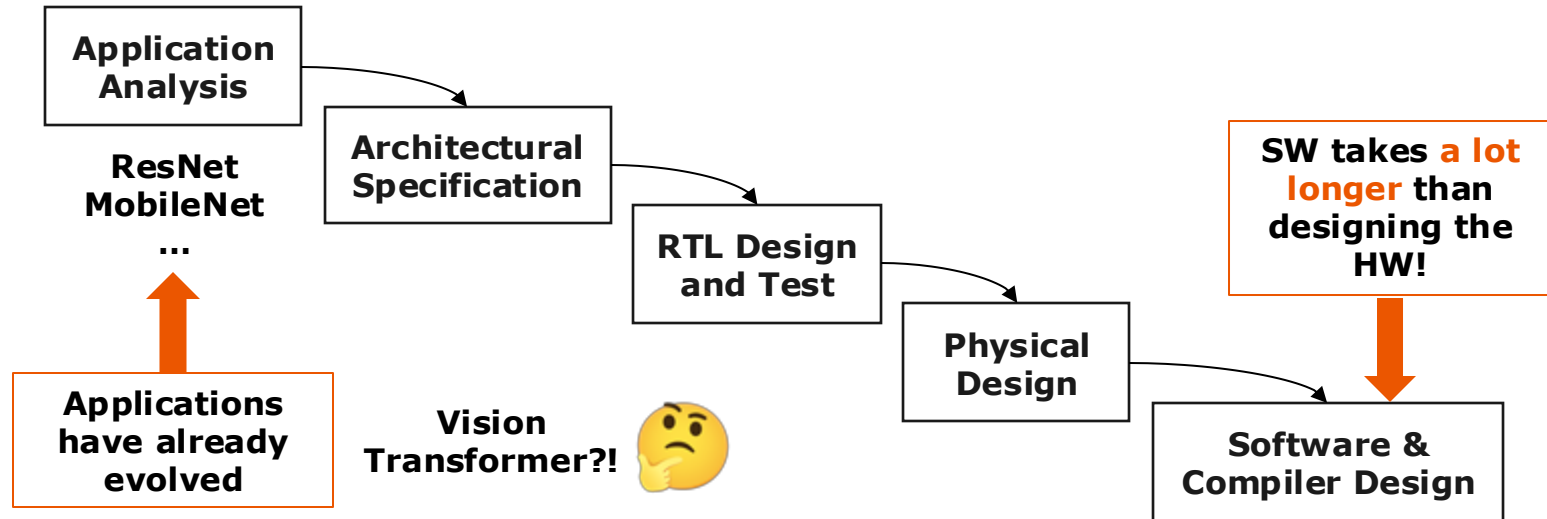 Application
Analysis
ResNet
MobileNet
...
Architectural
Specification
RTL Design
and Test
Physical
Design
Software &
Compiler Design
SW takes a lot
longer than
designing the
HW!
Applications
have already
evolved
Vision
Transformer?!